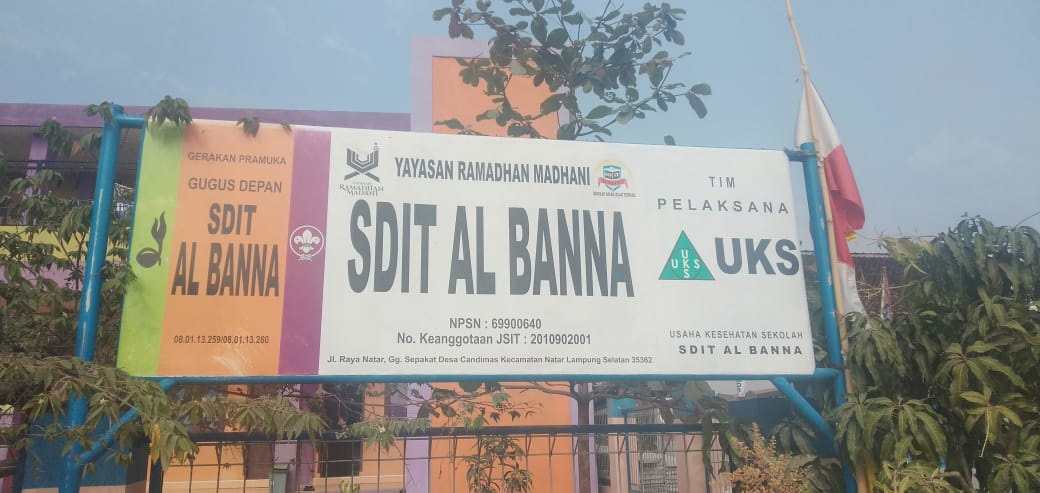 GERAKAN PRAMUKA
GUGUS DEPAN
SDIT
AL BANNA
08.01.13.259/08.01.13.260
RAMADHAN
MADANI
YAYASAN RAMADHAN MADHANI
SDIT AL BANNA
NPSN : 69900640
No. Keanggotaan JSIT : 2010902001
Jl. Raya Natar, Gg. Sepakat Desa Candimas Kecamatan Natar Lampung Selatan 35362
TIM
PELAKSANA
UKS
UKS
UKS
USAHA KESEHATAN SEKOLAH
SDIT AL BANNA